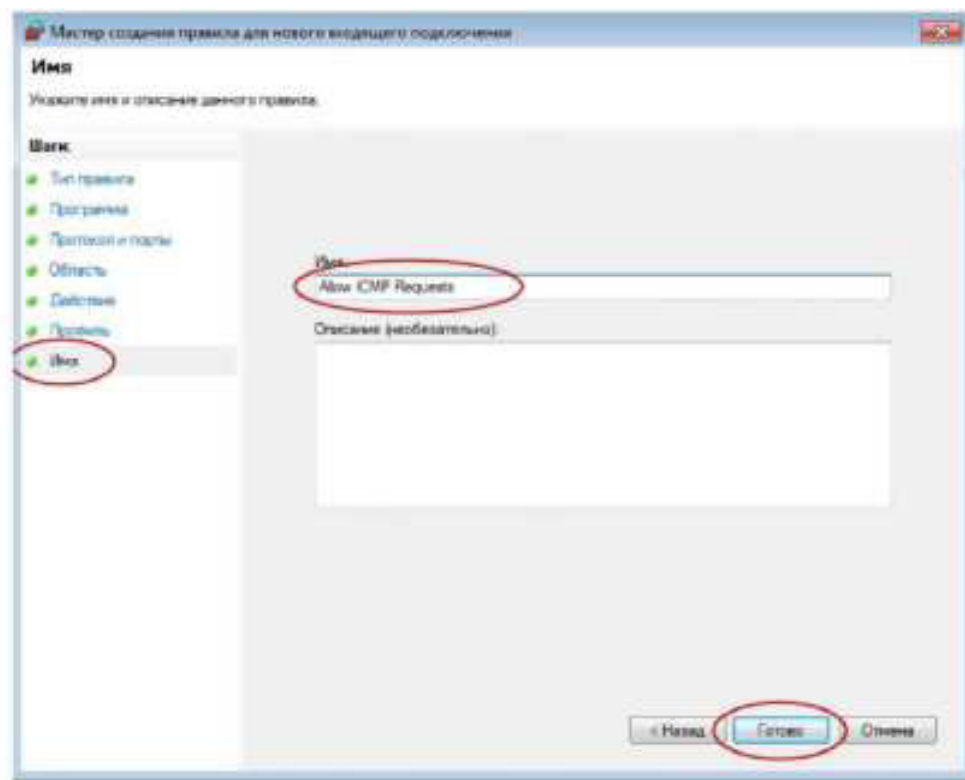 Мастер создания правила для нового входящего подключения
Имя
Укажите имя и описание данного правила.
Шаги:
Тип правила
Программа
Протокол и порты
Область
Действие
Профиль
Имя
Имя:
Allow ICMP Requests
Описание (необязательно):
< Назад
Готово
Отмена